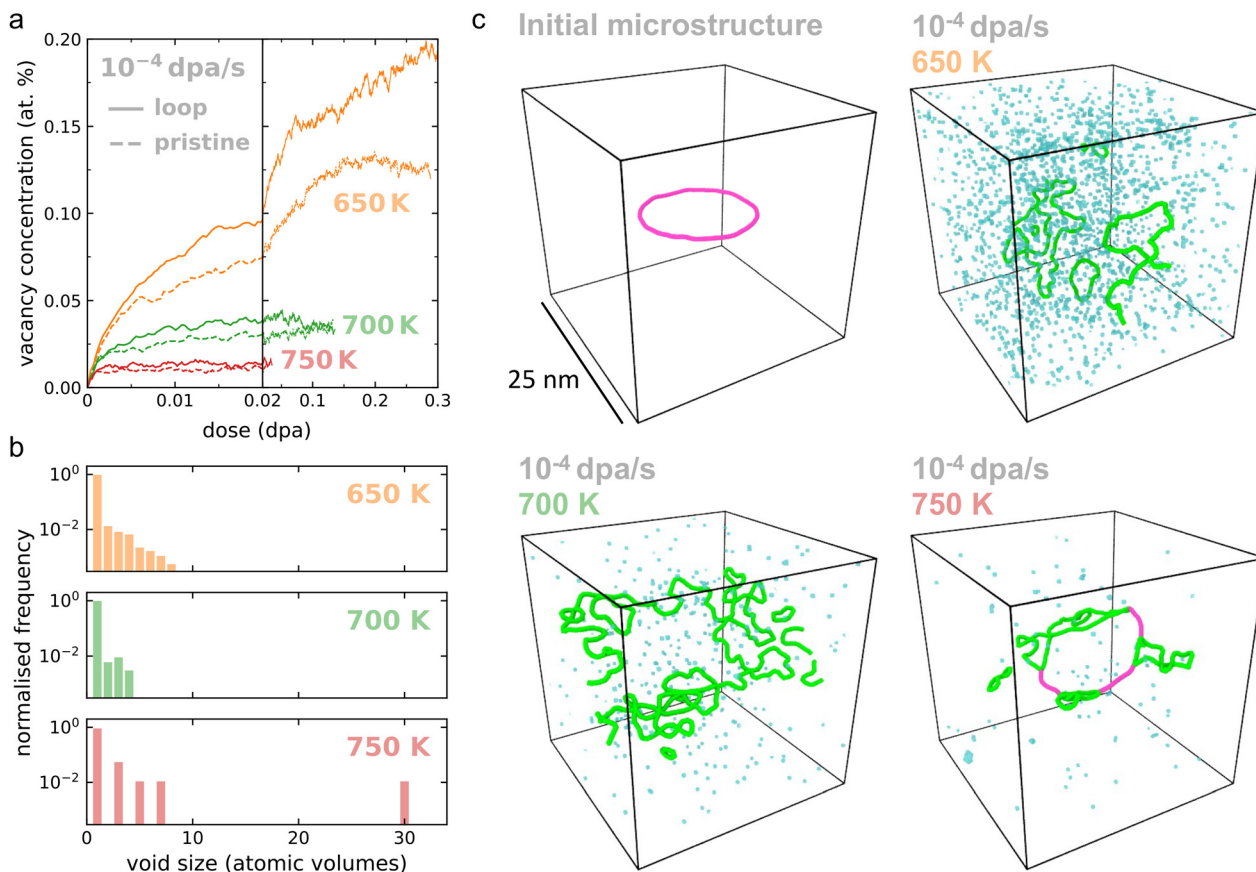 a
0.20
0.15
0.10
0.05
0.00
vacancy concentration (at. %)
10⁻⁴ dpa/s
loop
pristine
650 K
700 K
750 K
0
0.01
0.02
0.1
0.2
0.3
dose (dpa)
b
10⁰
10⁻²
650 K
10⁰
10⁻²
700 K
10⁰
10⁻²
750 K
normalised frequency
0
10
20
30
void size (atomic volumes)
c
Initial microstructure
25 nm
10⁻⁴ dpa/s
650 K
10⁻⁴ dpa/s
700 K
10⁻⁴ dpa/s
750 K